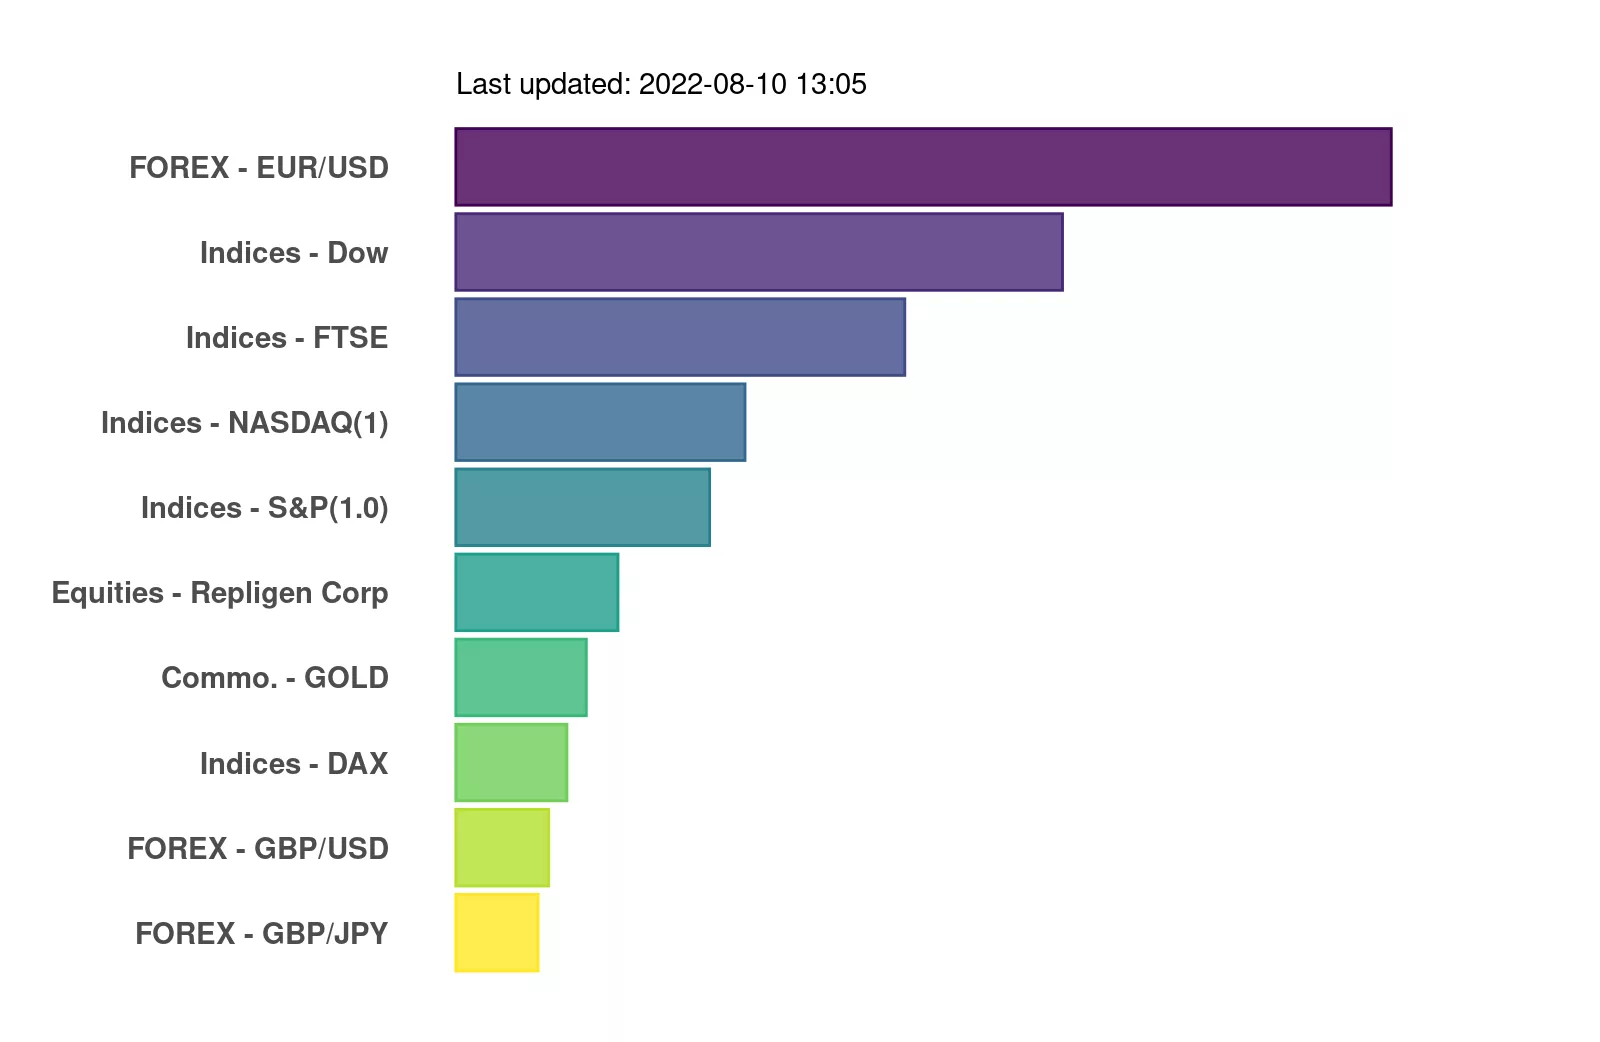 Last updated: 2022-08-10 13:05
FOREX - EUR/USD
Indices - Dow
Indices - FTSE
Indices - NASDAQ(1)
Indices - S&P(1.0)
Equities - Repligen Corp
Commo. - GOLD
Indices - DAX
FOREX - GBP/USD
FOREX - GBP/JPY